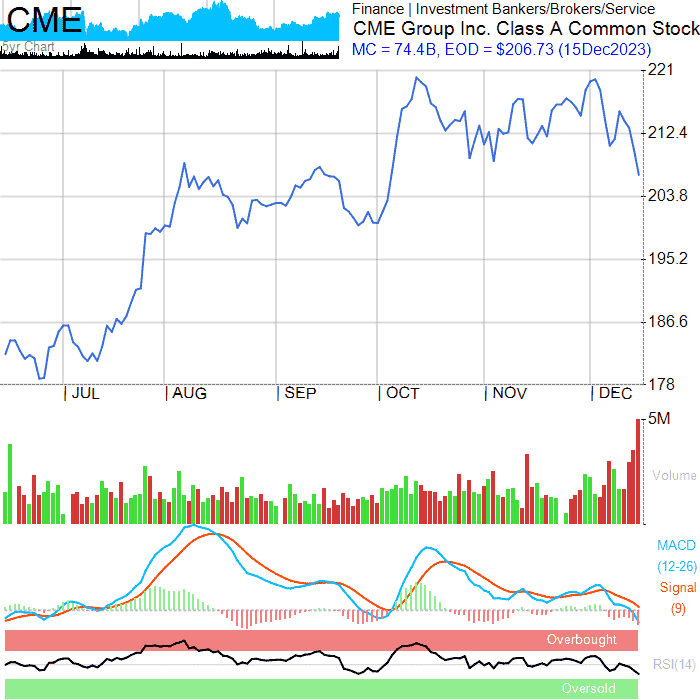 CME
Finance | Investment Bankers/Brokers/Service
CME Group Inc. Class A Common Stock
5yr Chart
MC = 74.4B, EOD = $206.73 (15Dec2023)
221
212.4
203.8
195.2
186.6
178
JUL AUG SEP OCT NOV DEC
5M
Volume
MACD
(12-26)
Signal
(9)
Overbought
RSI(14)
Oversold